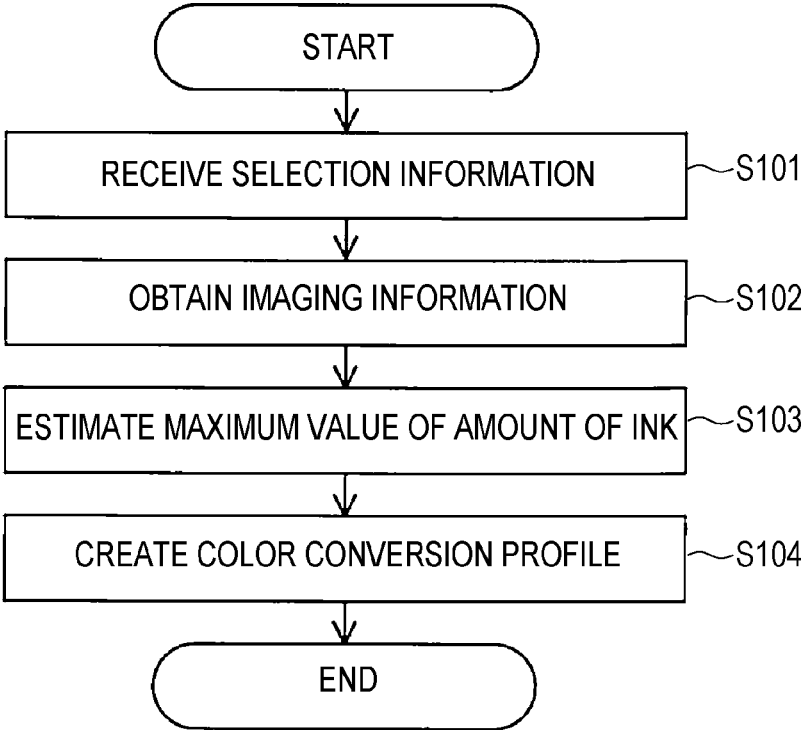 START
RECEIVE SELECTION INFORMATION
S101
OBTAIN IMAGING INFORMATION
S102
ESTIMATE MAXIMUM VALUE OF AMOUNT OF INK
S103
CREATE COLOR CONVERSION PROFILE
S104
END